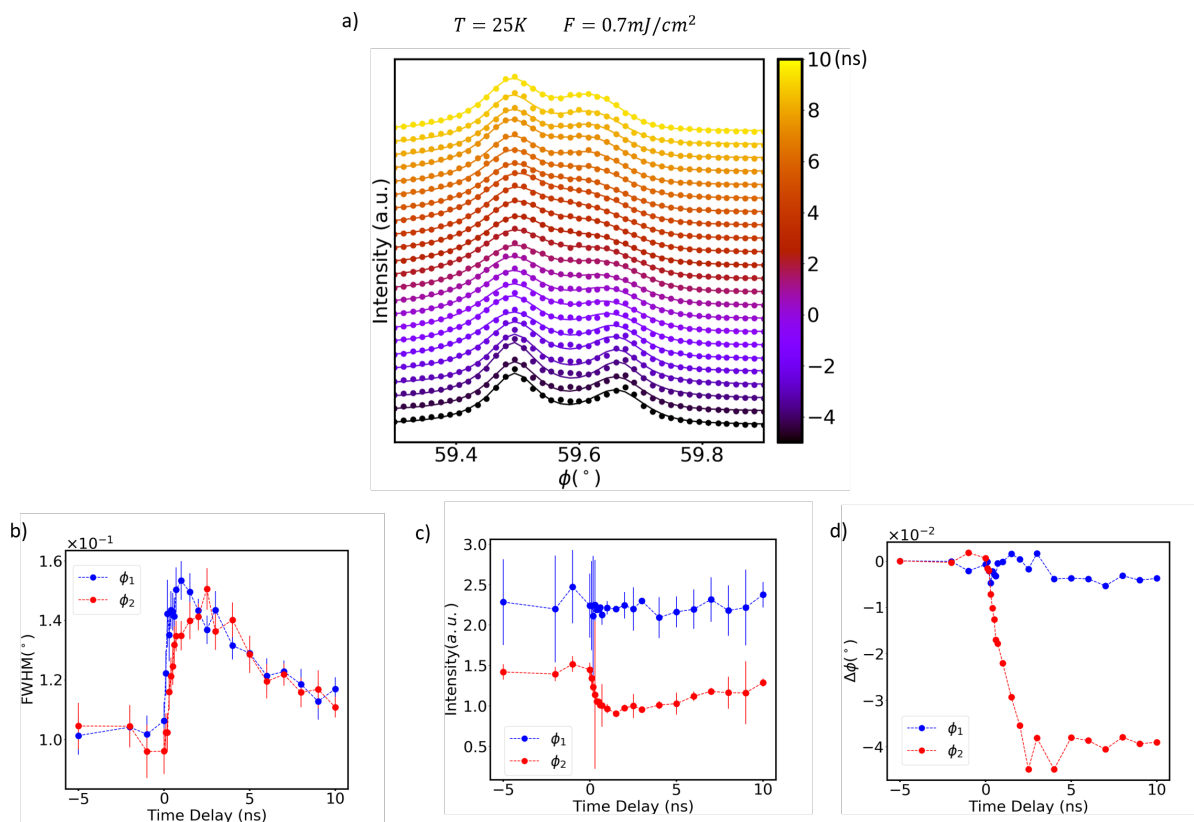 a) T = 25K F = 0.7mJ/cm²
10 (ns)
8
6
4
2
0
−2
−4
Intensity (a.u.)
59.4 59.6 59.8
ϕ(°)
b)
×10⁻¹
1.6
1.4
1.2
1.0
FWHM(°)
ϕ₁
ϕ₂
−5 0 5 10
Time Delay (ns)
c)
3.0
2.5
2.0
1.5
1.0
0.5
Intensity(a.u.)
ϕ₁
ϕ₂
−5 0 5 10
Time Delay (ns)
d)
×10⁻²
0
−1
−2
−3
−4
Δϕ(°)
ϕ₁
ϕ₂
−5 0 5 10
Time Delay (ns)